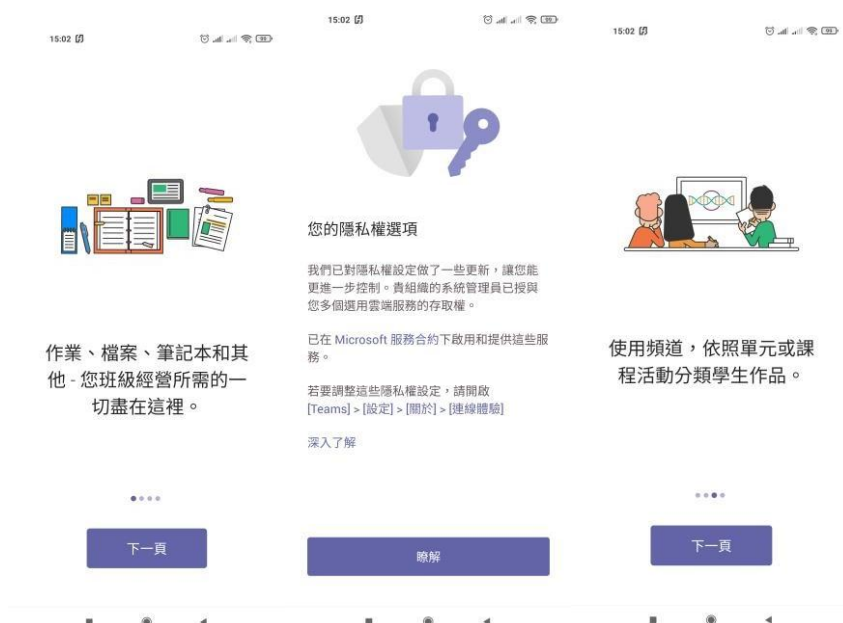 15:02
99
作業、檔案、筆記本和其
他 - 您班級經營所需的一
切盡在這裡。
下一頁
15:02
99
您的隱私權選項
我們已對隱私權設定做了一些更新，讓您能
更進一步控制。貴組織的系統管理員已授與
您多個選用雲端服務的存取權。
已在 Microsoft 服務合約下啟用和提供這些服
務。
若要調整這些隱私權設定，請開啟
[Teams] > [設定] > [關於] > [連線體驗]
深入了解
瞭解
15:02
99
使用頻道，依照單元或課
程活動分類學生作品。
下一頁